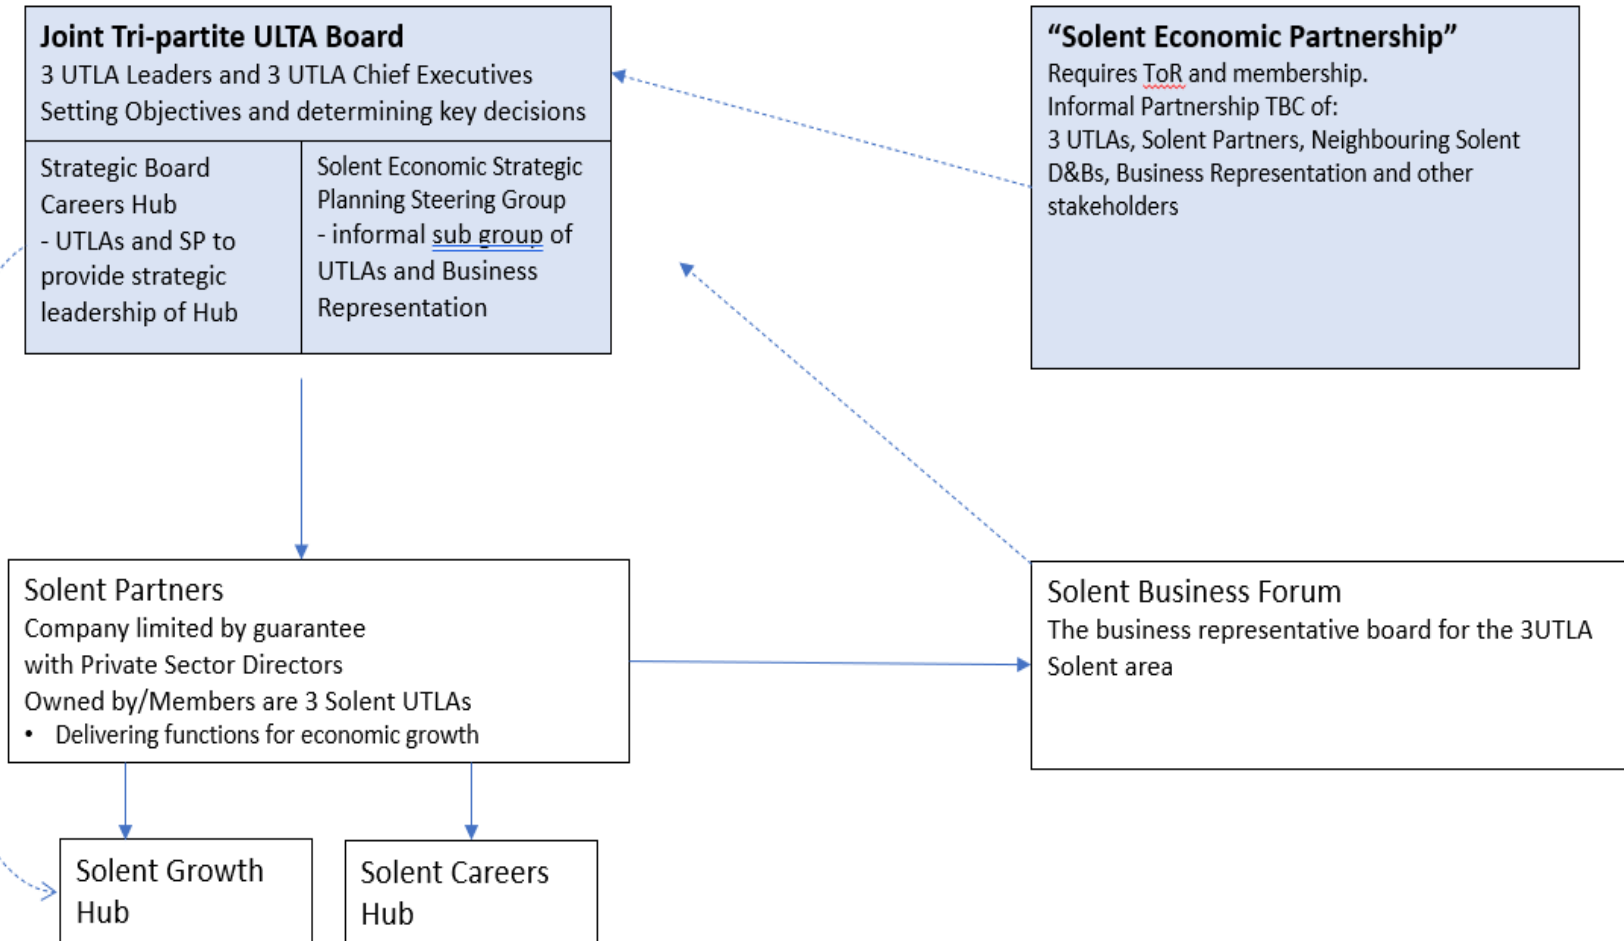 Joint Tri-partite ULTA Board
3 UTLA Leaders and 3 UTLA Chief Executives
Setting Objectives and determining key decisions
Strategic Board
Careers Hub
- UTLAs and SP to
provide strategic
leadership of Hub
Solent Economic Strategic
Planning Steering Group
- informal sub group of
UTLAs and Business
Representation
“Solent Economic Partnership”
Requires ToR and membership.
Informal Partnership TBC of:
3 UTLAs, Solent Partners, Neighbouring Solent
D&Bs, Business Representation and other
stakeholders
Solent Partners
Company limited by guarantee
with Private Sector Directors
Owned by/Members are 3 Solent UTLAs
• Delivering functions for economic growth
Solent Business Forum
The business representative board for the 3UTLA
Solent area
Solent Growth
Hub
Solent Careers
Hub